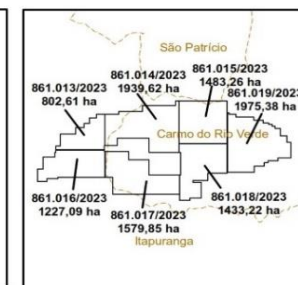 São Patrício
861.015/2023
1483,26 ha
861.014/2023
1939,62 ha
861.013/2023
802,61 ha
861.019/2023
1975,38 ha
Carmo do Rio Verde
861.016/2023
1227,09 ha
861.017/2023
1579,85 ha
861.018/2023
1433,22 ha
Itapuranga